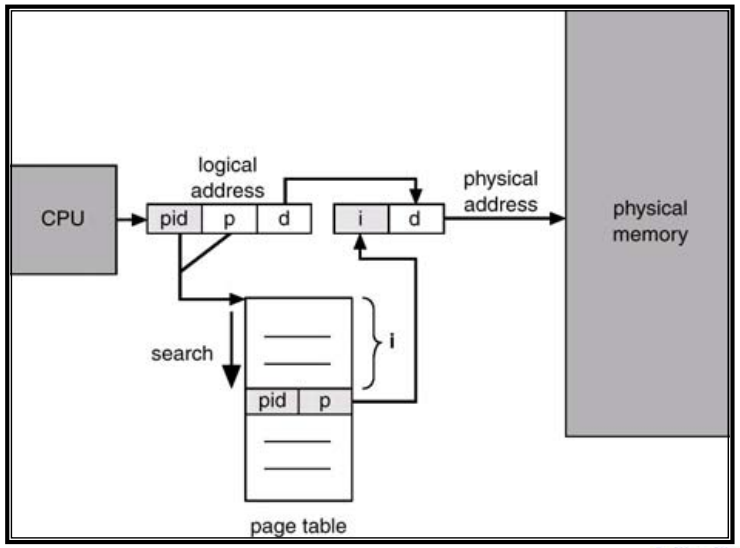 logical
address
physical
address
CPU
pid p d
i d
physical
memory
search
i
pid p
page table